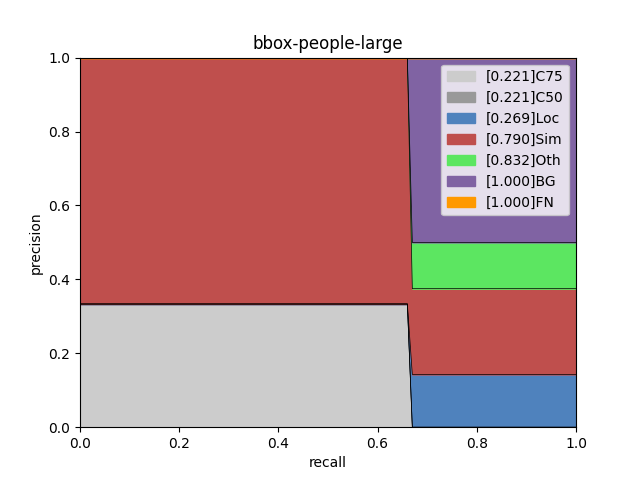 bbox-people-large
1.0
0.8
0.6
0.4
0.2
0.0
precision
[0.221]C75
[0.221]C50
[0.269]Loc
[0.790]Sim
[0.832]Oth
[1.000]BG
[1.000]FN
0.0 0.2 0.4 0.6 0.8 1.0
recall